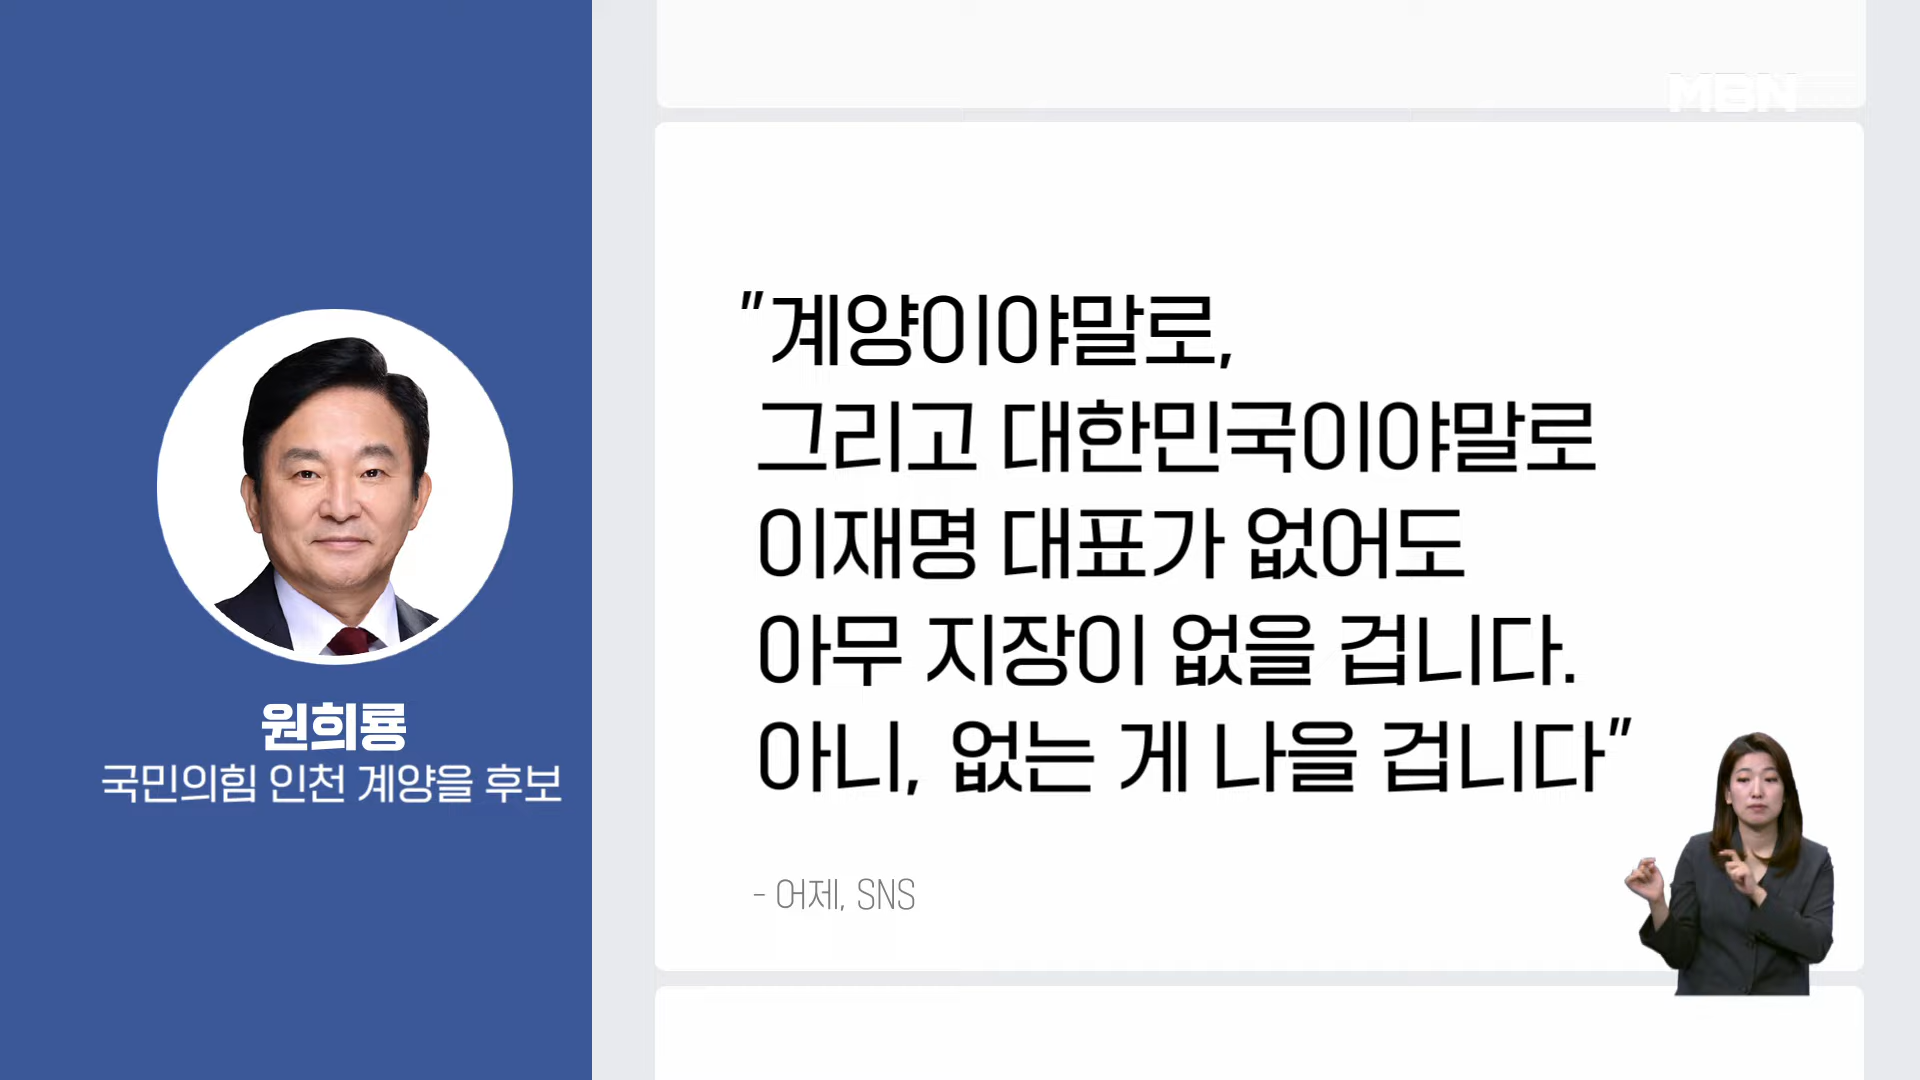 MBN
"계양이야말로,
그리고 대한민국이야말로
이재명 대표가 없어도
아무 지장이 없을 겁니다.
아니, 없는 게 나을 겁니다"
- 어제, SNS
원희룡
국민의힘 인천 계양을 후보